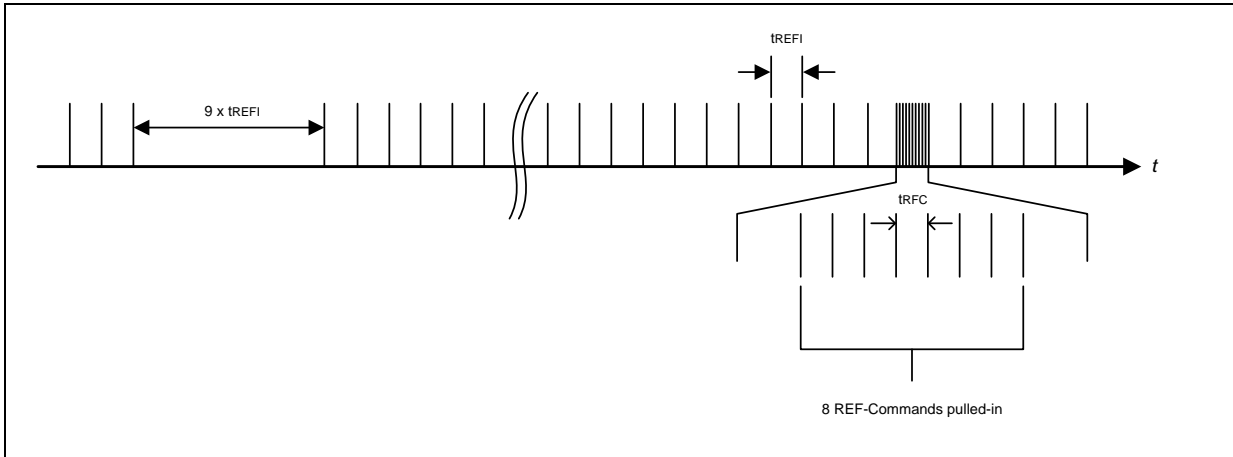 tREFI
9 x tREFI
t
tRFC
8 REF-Commands pulled-in